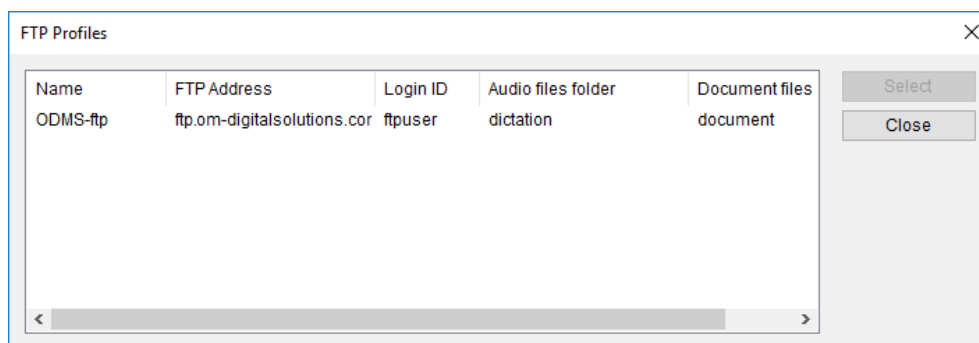 FTP Profiles
Name FTP Address Login ID Audio files folder Document files
ODMS-ftp ftp.om-digitalsolutions.cor ftpuser dictation document
Select
Close